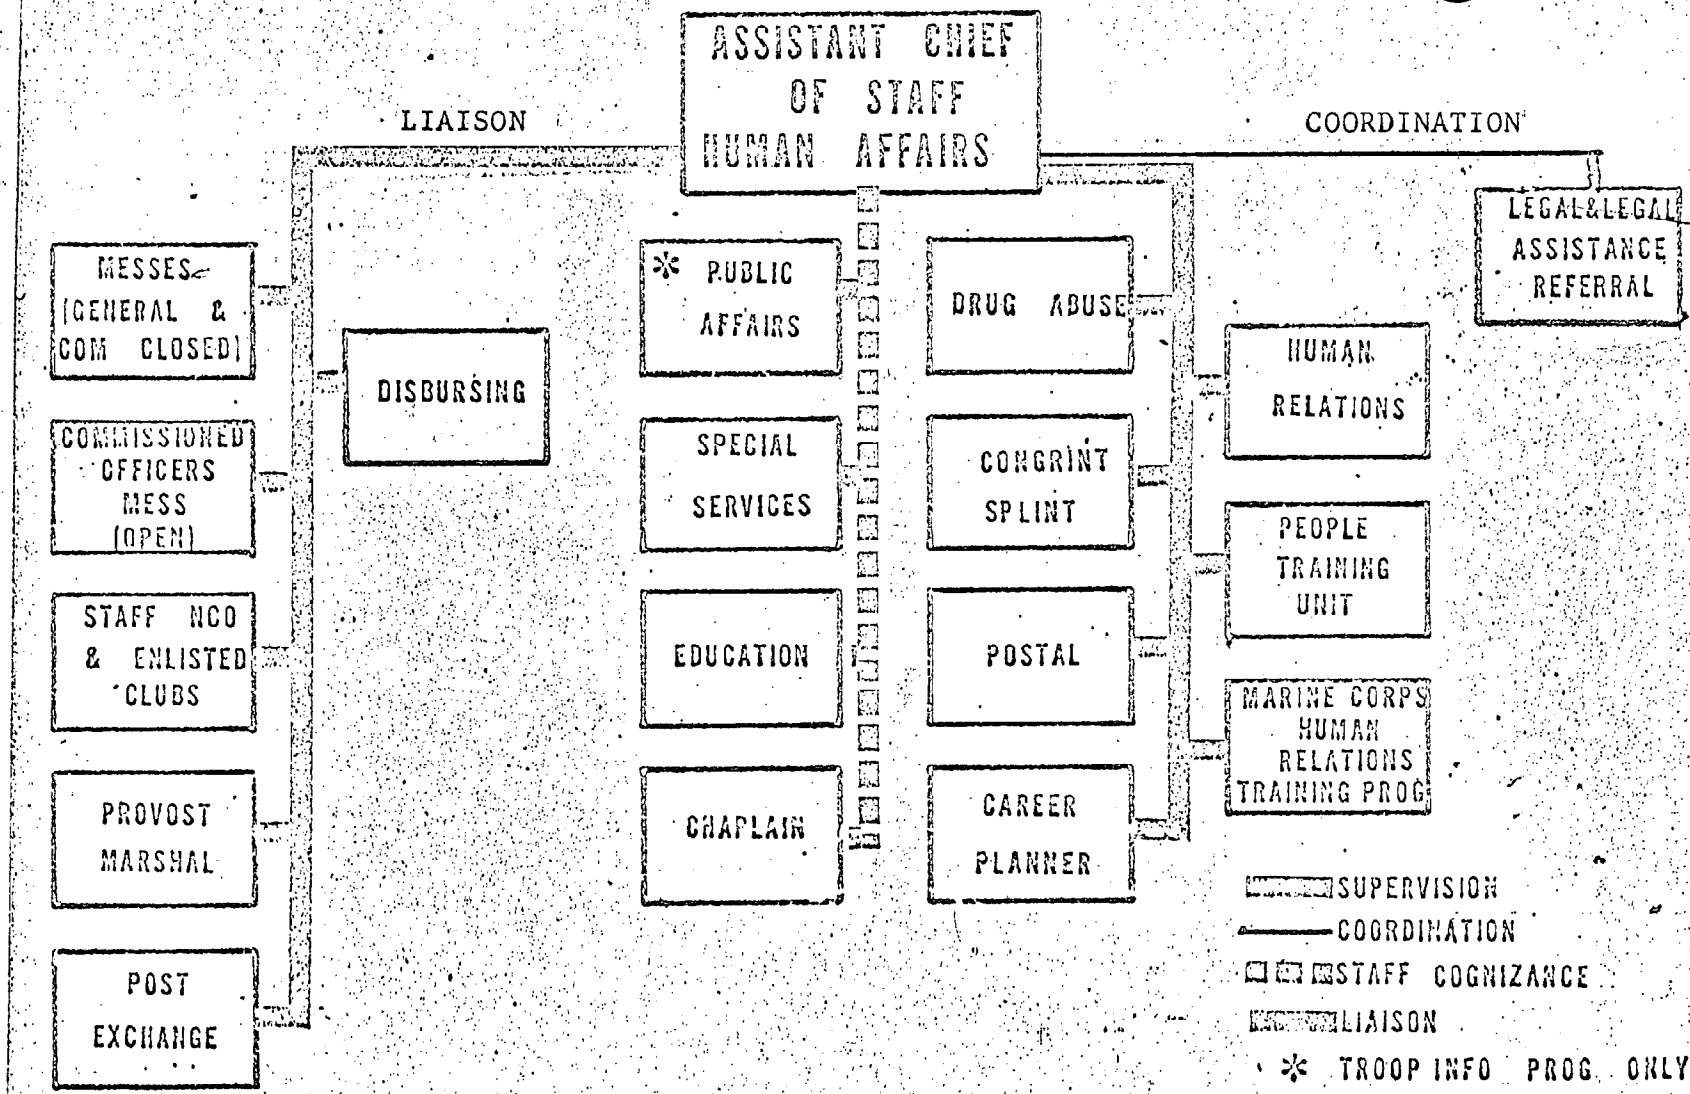 ASSISTANT CHIEF
OF STAFF
HUMAN AFFAIRS
LIAISON
COORDINATION
LEGAL&LEGAL
ASSISTANCE
REFERRAL
MESSES
(GENERAL &
COM CLOSED)
DISBURSING
COMMISSIONED
OFFICERS
MESS
(OPEN)
STAFF NCO
& ENLISTED
CLUBS
PROVOST
MARSHAL
POST
EXCHANGE
* PUBLIC
AFFAIRS
SPECIAL
SERVICES
EDUCATION
CHAPLAIN
DRUG ABUSE
CONGRINT
SPLINT
POSTAL
CAREER
PLANNER
HUMAN
RELATIONS
PEOPLE
TRAINING
UNIT
MARINE CORPS
HUMAN
RELATIONS
TRAINING PROG
SUPERVISION
COORDINATION
STAFF COGNIZANCE
LIAISON
* TROOP INFO PROG ONLY